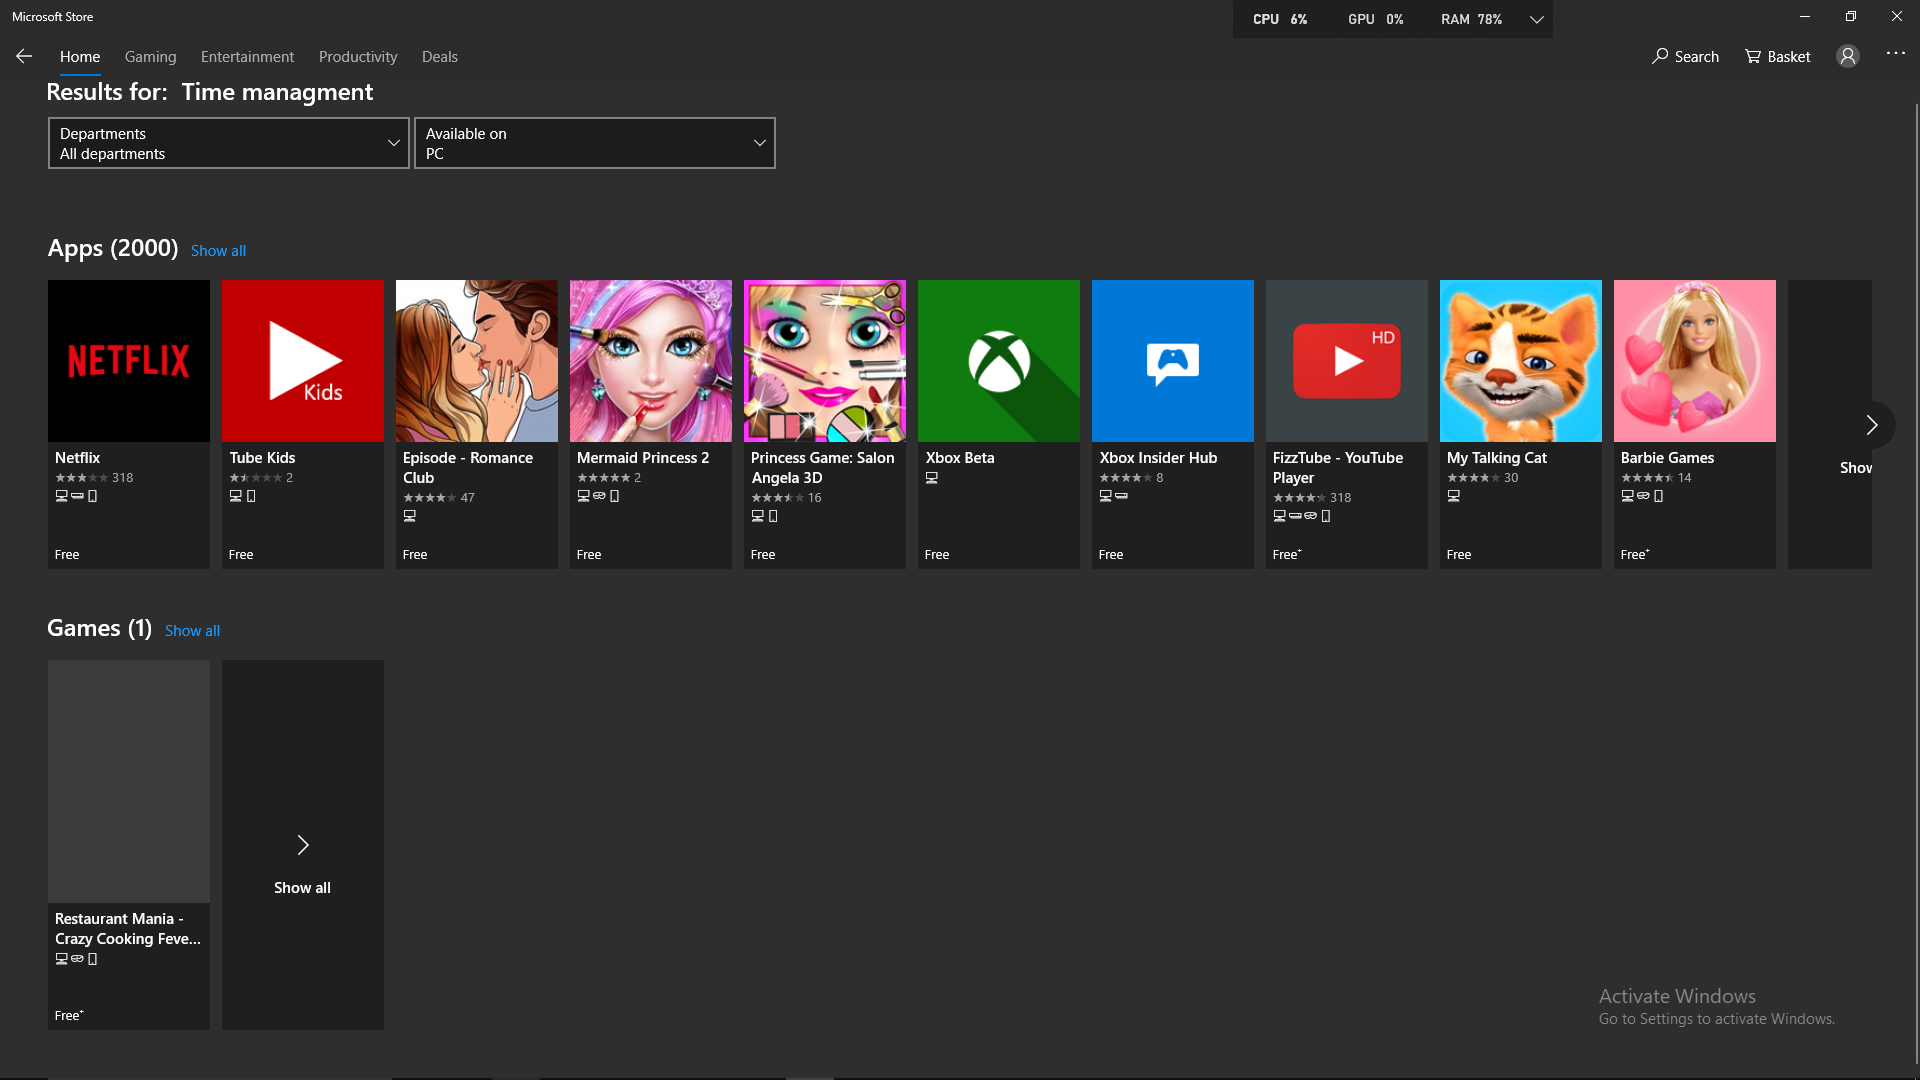 Microsoft Store
CPU 6% GPU 0% RAM 78%
Home Gaming Entertainment Productivity Deals
Search Basket
Results for: Time managment
Departments
All departments
Available on
PC
Apps (2000) Show all
NETFLIX
Kids
HD
Netflix
318
Free
Tube Kids
2
Free
Episode - Romance
Club
47
Free
Mermaid Princess 2
2
Free
Princess Game: Salon
Angela 3D
16
Free
Xbox Beta
Free
Xbox Insider Hub
8
Free
FizzTube - YouTube
Player
318
Free+
My Talking Cat
30
Free
Barbie Games
14
Free+
Show
Games (1) Show all
Restaurant Mania -
Crazy Cooking Feve...
Free+
Show all
Activate Windows
Go to Settings to activate Windows.